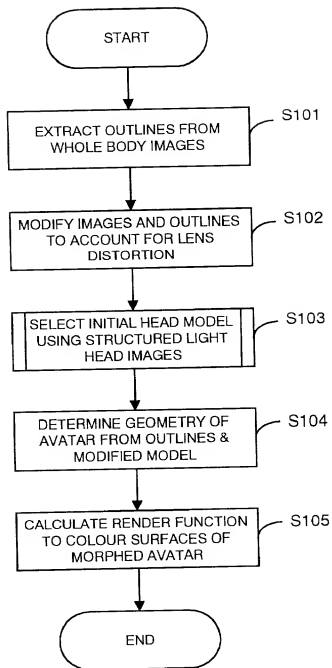 START
S101
EXTRACT OUTLINES FROM
WHOLE BODY IMAGES
S102
MODIFY IMAGES AND OUTLINES
TO ACCOUNT FOR LENS
DISTORTION
S103
SELECT INITIAL HEAD MODEL
USING STRUCTURED LIGHT
HEAD IMAGES
S104
DETERMINE GEOMETRY OF
AVATAR FROM OUTLINES &
MODIFIED MODEL
S105
CALCULATE RENDER FUNCTION
TO COLOUR SURFACES OF
MORPHED AVATAR
END